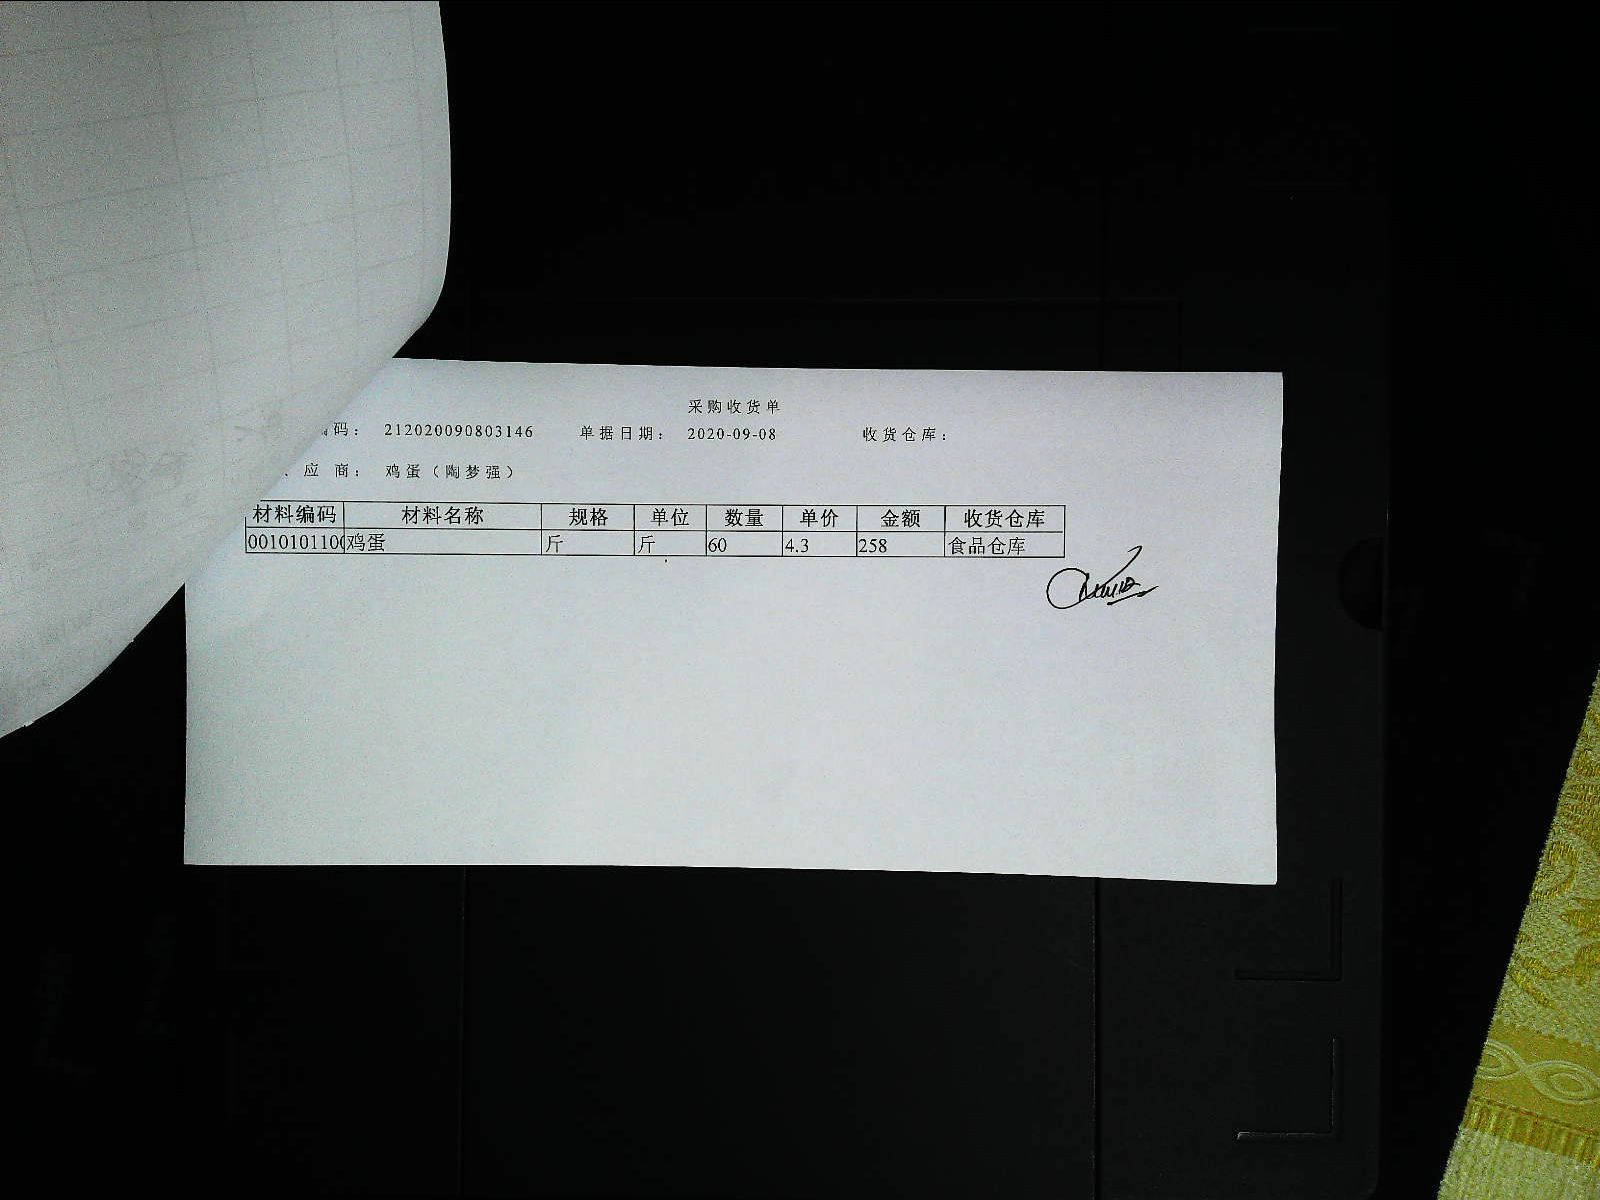 采购收货单
码： 212020090803146 单据日期： 2020-09-08 收货仓库：
应 商： 鸡蛋（陶梦强）
材料编码 材料名称 规格 单位 数量 单价 金额 收货仓库
0010101100 鸡蛋 斤 斤 60 4.3 258 食品仓库